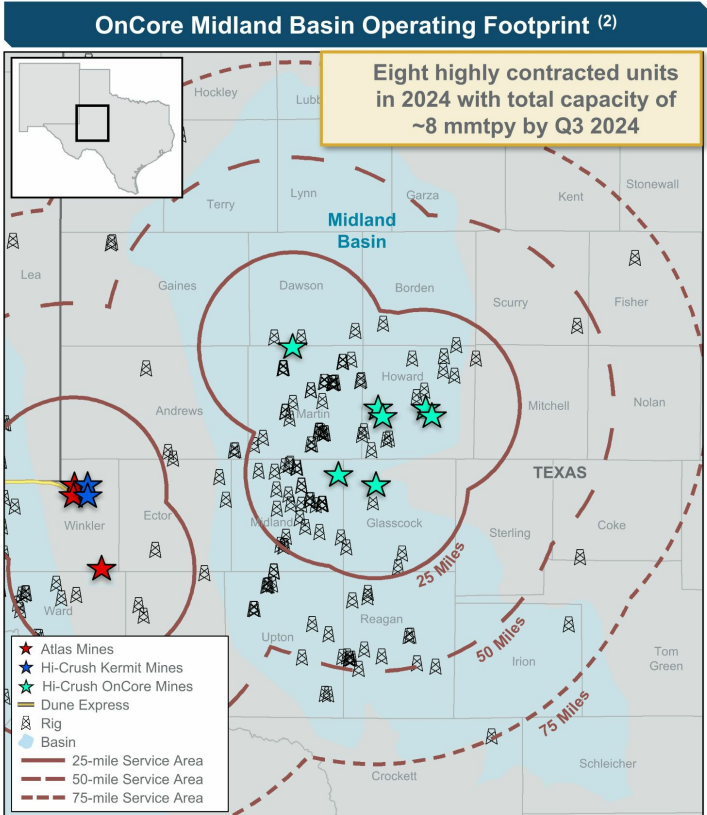 OnCore Midland Basin Operating Footprint (2)
Eight highly contracted units
in 2024 with total capacity of
~8 mmtpy by Q3 2024
Hockley
Lubb
Stonewall
Kent
Lynn
Garza
Terry
Midland
Basin
Lea
Gaines
Dawson
Borden
Scurry
Fisher
Howard
Andrews
Martin
Mitchell
Nolan
TEXAS
Winkler
Ector
Midland
Glasscock
Sterling
Coke
25 Miles
Ward
Reagan
Upton
50 Miles
Irion
Tom
Green
75 Miles
Crockett
Schleicher
Atlas Mines
Hi-Crush Kermit Mines
Hi-Crush OnCore Mines
Dune Express
Rig
Basin
25-mile Service Area
50-mile Service Area
75-mile Service Area